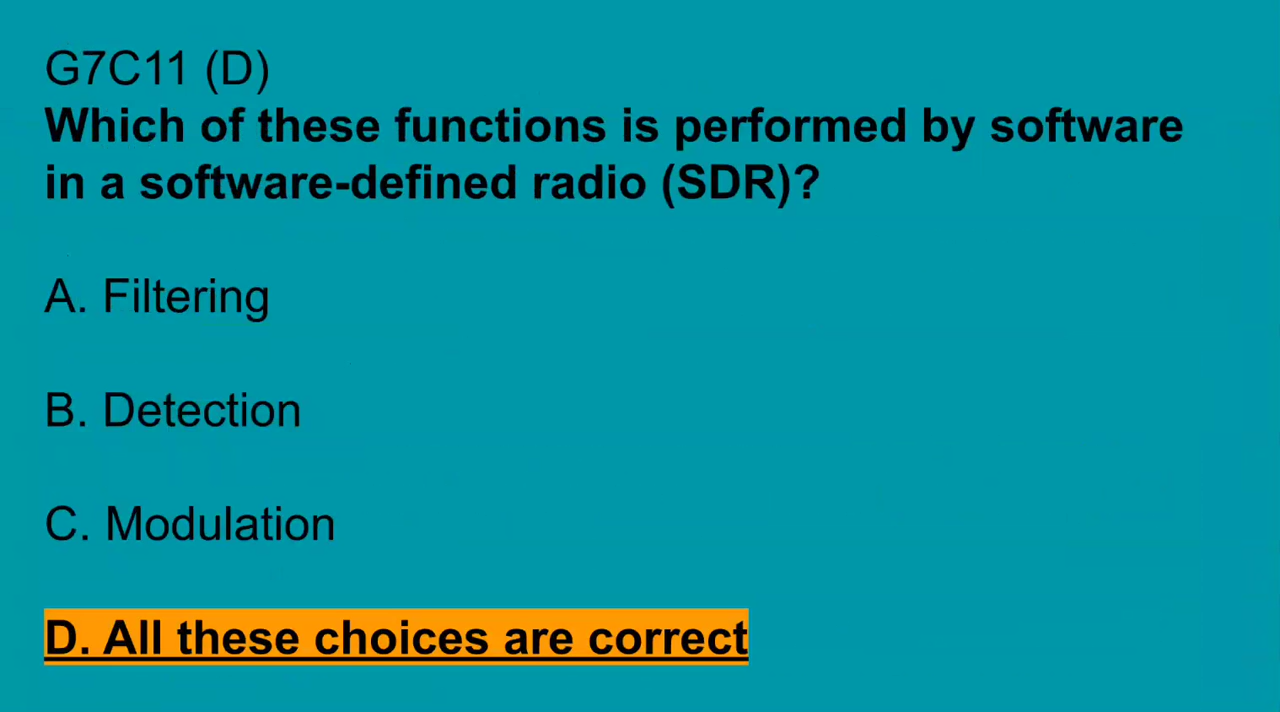 G7C11 (D)
Which of these functions is performed by software
in a software-defined radio (SDR)?
A. Filtering
B. Detection
C. Modulation
D. All these choices are correct